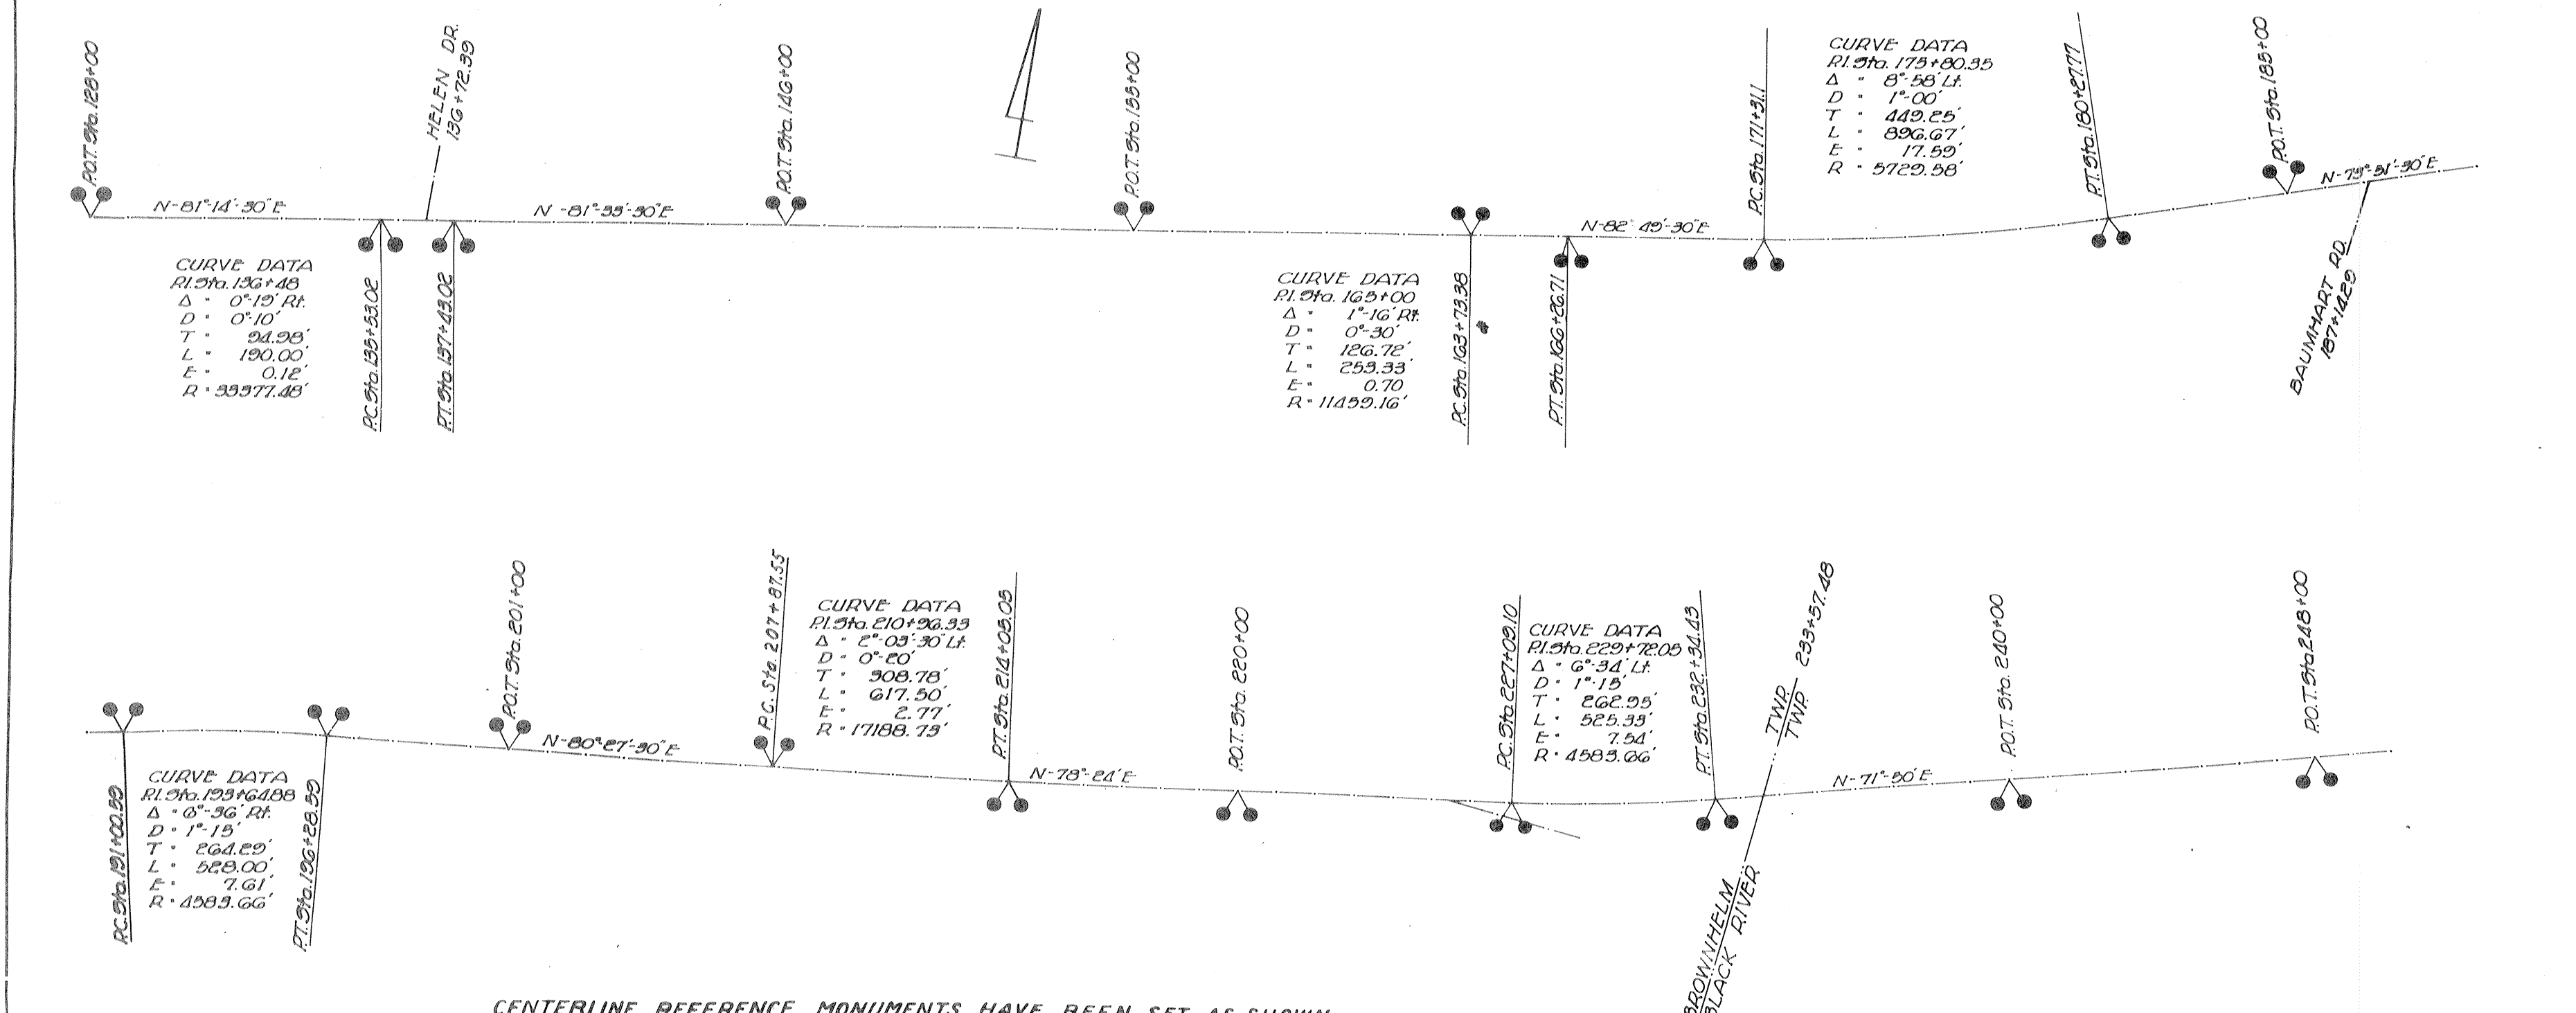 P.O.T. Sta. 128+00
HELEN DR.
136+72.39
P.O.T. Sta. 146+00
P.O.T. Sta. 155+00
P.C. Sta. 171+31.1
CURVE DATA
P.I. Sta. 175+80.35
Δ = 8°-58' Lt.
D = 1°-00'
T = 449.25'
L = 896.67'
E = 17.59'
R = 5729.58'
P.T. Sta. 180+27.77
P.O.T. Sta. 185+00
N-81°-14'-30"E
N-81°-33'-30"E
N-82°49'-30"E
N-73°-51'-30"E
CURVE DATA
P.I. Sta. 136+48
Δ = 0°-19' Rt.
D = 0°-10'
T = 94.98'
L = 190.00'
E = 0.12'
R = 33377.48'
P.C. Sta. 135+53.02
P.T. Sta. 137+43.02
CURVE DATA
P.I. Sta. 165+00
Δ = 1°-16' Rt.
D = 0°-30'
T = 126.72'
L = 253.33'
E = 0.70
R = 11459.16'
P.C. Sta. 163+73.38
P.T. Sta. 166+26.71
BAUMHART RD.
187+14.29
P.O.T. Sta. 201+00
P.C. Sta. 207+87.55
CURVE DATA
P.I. Sta. 210+96.33
Δ = 2°-03'-30" Lt.
D = 0°-20'
T = 308.78'
L = 617.50'
E = 2.77'
R = 17188.73'
P.T. Sta. 214+05.05
P.O.T. Sta. 220+00
P.C. Sta. 227+09.10
CURVE DATA
P.I. Sta. 229+72.05
Δ = 6°-34' Lt.
D = 1°-15'
T = 262.95'
L = 525.33'
E = 7.54'
R = 4583.66'
P.T. Sta. 232+34.43
TWP.
TWP.
233+57.48
P.O.T. Sta. 240+00
P.O.T. Sta 248+00
N-80°27'-30"E
N-78°-24'E
N-71°-50'E
P.C. Sta. 191+00.59
CURVE DATA
P.I. Sta. 193+64.88
Δ = 6°-36' Rt.
D = 1°-15'
T = 264.29'
L = 528.00'
E = 7.61'
R = 4583.66'
P.T. Sta. 196+28.59
BROWNHELM
BLACK RIVER
CENTERLINE REFERENCE MONUMENTS HAVE BEEN SET AS SHOWN